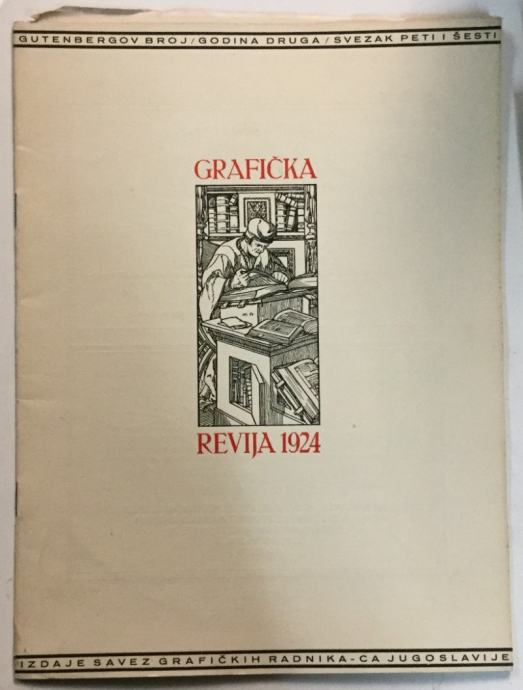 GUTENBERGOV BROJ/GODINA DRUGA/SVEZAK PETI I ŠESTI
GRAFIČKA
REVIJA 1924
IZDAJE SAVEZ GRAFIČKIH RADNIKA-CA JUGOSLAVIJE